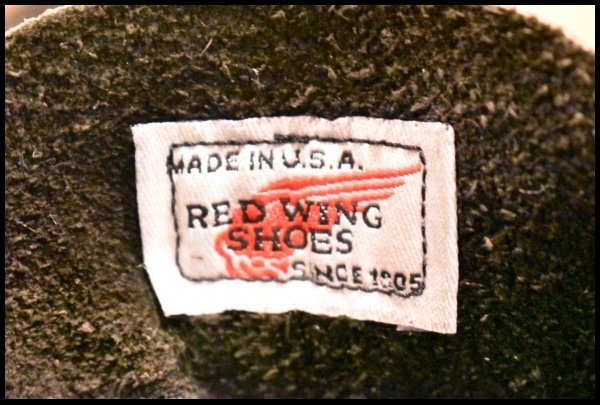 MADE IN U.S.A.
RED WING
SHOES
SINCE 1905